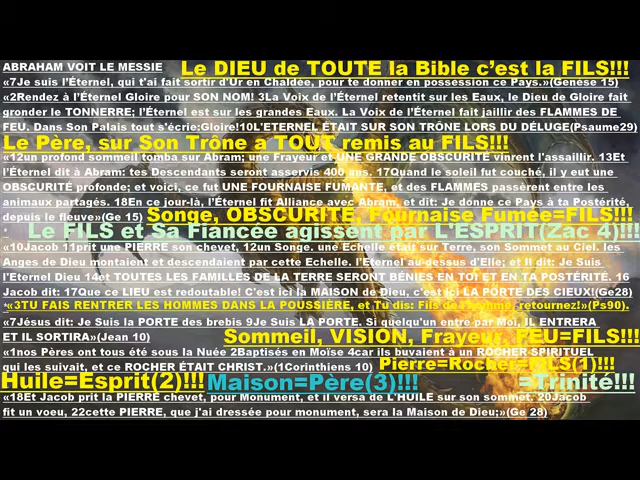 ABRAHAM VOIT LE MESSIE Le DIEU de TOUTE la Bible c’est la FILS!!!
«7Je suis l'Éternel, qui t'ai fait sortir d'Ur en Chaldée, pour te donner en possession ce Pays.»(Genèse 15)
«2Rendez à l'Éternel Gloire pour SON NOM! 3La Voix de l'Éternel retentit sur les Eaux, le Dieu de Gloire fait
gronder le TONNERRE; l'Éternel est sur les grandes Eaux. La Voix de l'Éternel fait jaillir des FLAMMES DE
FEU. Dans Son Palais tout s'écrie:Gloire!10L'ETERNEL ÉTAIT SUR SON TRÔNE LORS DU DÉLUGE(Psaume29)
Le Père, sur Son Trône a TOUT remis au FILS!!!
«12un profond sommeil tomba sur Abram; une Frayeur et UNE GRANDE OBSCURITÉ vinrent l'assaillir. 13Et
l'Éternel dit à Abram: tes Descendants seront asservis 400 ans. 17Quand le soleil fut couché, il y eut une
OBSCURITÉ profonde; et voici, ce fut UNE FOURNAISE FUMANTE, et des FLAMMES passèrent entre les
animaux partagés. 18En ce jour-là, l'Éternel fit Alliance avec Abram, et dit: Je donne ce Pays à ta Postérité,
depuis le fleuve»(Ge 15) Songe, OBSCURITÉ, Fournaise Fumée=FILS!!!
Le FILS et Sa Fiancée agissent par L'ESPRIT(Zac 4)!!!
«10Jacob 11prit une PIERRE son chevet, 12un Songe. une Echelle était sur Terre, son Sommet au Ciel. les
Anges de Dieu montaient et descendaient par cette Echelle. l'Eternel au-dessus d'Elle; et Il dit: Je Suis
l'Eternel Dieu 14et TOUTES LES FAMILLES DE LA TERRE SERONT BÉNIES EN TOI ET EN TA POSTÉRITÉ. 16
Jacob dit: 17Que ce LIEU est redoutable! C'est ici la MAISON de Dieu, c'est ici LA PORTE DES CIEUX!(Ge28)
«3TU FAIS RENTRER LES HOMMES DANS LA POUSSIÈRE, et Tu dis: Fils de l'homme, retournez!»(Ps90).
«7Jésus dit: Je Suis la PORTE des brebis 9Je Suis LA PORTE. Si quelqu'un entre par Moi, IL ENTRERA
ET IL SORTIRA»(Jean 10) Sommeil, VISION, Frayeur, FEU=FILS!!!
«1nos Pères ont tous été sous la Nuée 2Baptisés en Moïse 4car ils buvaient à un ROCHER SPIRITUEL
qui les suivait, et ce ROCHER ÉTAIT CHRIST.»(1Corinthiens 10) Pierre=Rocher=FILS(1)!!!
Huile=Esprit(2)!!! Maison=Père(3)!!! =Trinité!!!
«18Et Jacob prit la PIERRE chevet, pour Monument, et il versa de L'HUILE sur son sommet. 20Jacob
fit un voeu, 22cette PIERRE, que j'ai dressée pour monument, sera la Maison de Dieu;»(Ge 28)